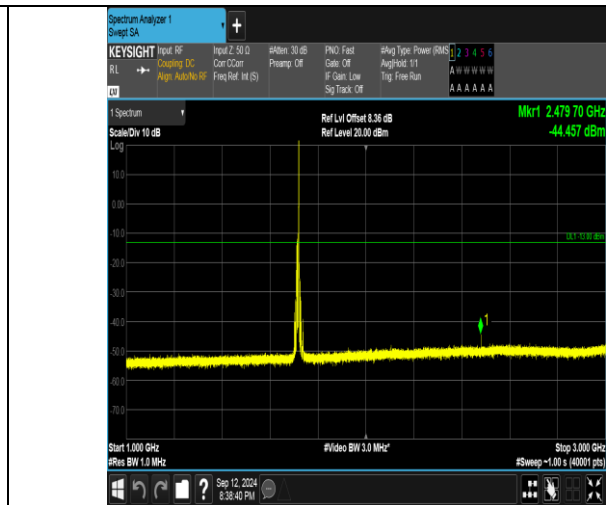 Spectrum Analyzer 1
Swept SA
+
KEYSIGHT Input: RF Input Z: 50 Ω #Atten: 30 dB PNO: Fast #Avg Type: Power (RMS 1 2 3 4 5 6
RL Coupling: DC Corr CCorr Preamp: Off Gate: Off Avg|Hold: 1/1 A W W W W W
Align: Auto/No RF Freq Ref: Int (S) IF Gain: Low Trig: Free Run
Sig Track: Off A A A A A A
1 Spectrum Ref Lvl Offset 8.36 dB Mkr1 2.479 70 GHz
Scale/Div 10 dB Ref Level 20.00 dBm -44.457 dBm
Log
10.0
0.00
-10.0
DL1 -13.00 dBm
-20.0
-30.0
-40.0
1
-50.0
-60.0
-70.0
Start 1.000 GHz #Video BW 3.0 MHz* Stop 3.000 GHz
#Res BW 1.0 MHz #Sweep ~1.00 s (40001 pts)
? Sep 12, 2024
8:38:40 PM